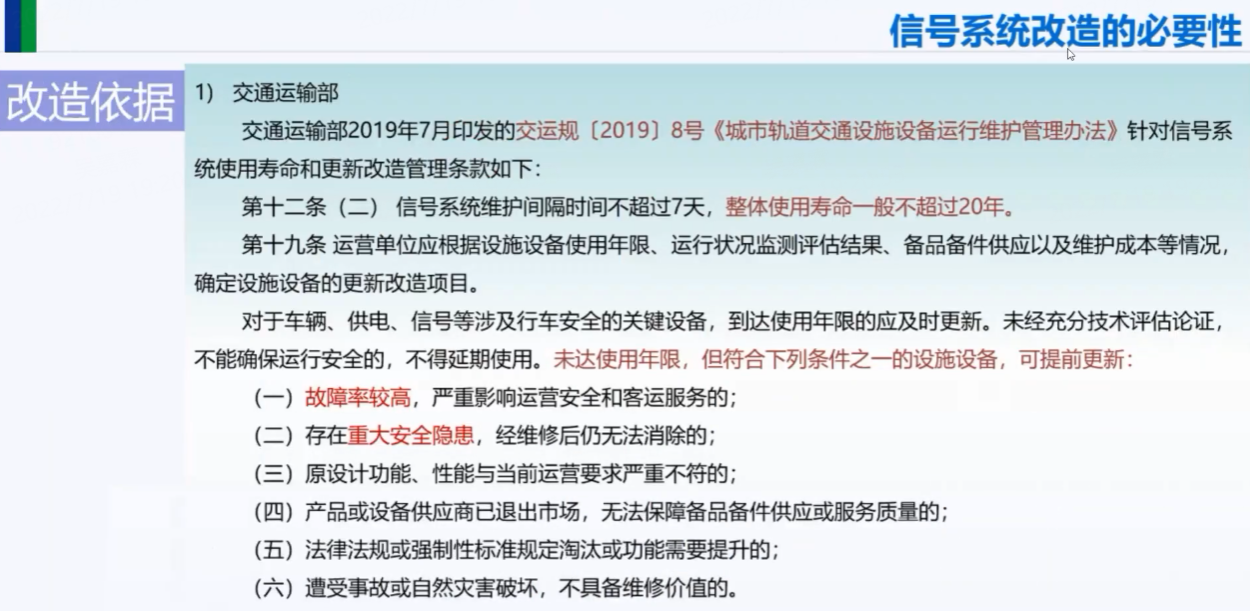 信号系统改造的必要性
改造依据
1） 交通运输部
交通运输部2019年7月印发的交运规〔2019〕8号《城市轨道交通设施设备运行维护管理办法》针对信号系
统使用寿命和更新改造管理条款如下：
第十二条（二） 信号系统维护间隔时间不超过7天，整体使用寿命一般不超过20年。
第十九条 运营单位应根据设施设备使用年限、运行状况监测评估结果、备品备件供应以及维护成本等情况，
确定设施设备的更新改造项目。
对于车辆、供电、信号等涉及行车安全的关键设备，到达使用年限的应及时更新。未经充分技术评估论证，
不能确保运行安全的，不得延期使用。未达使用年限，但符合下列条件之一的设施设备，可提前更新：
（一）故障率较高，严重影响运营安全和客运服务的；
（二）存在重大安全隐患，经维修后仍无法消除的；
（三）原设计功能、性能与当前运营要求严重不符的；
（四）产品或设备供应商已退出市场，无法保障备品备件供应或服务质量的；
（五）法律法规或强制性标准规定淘汰或功能需要提升的；
（六）遭受事故或自然灾害破坏，不具备维修价值的。